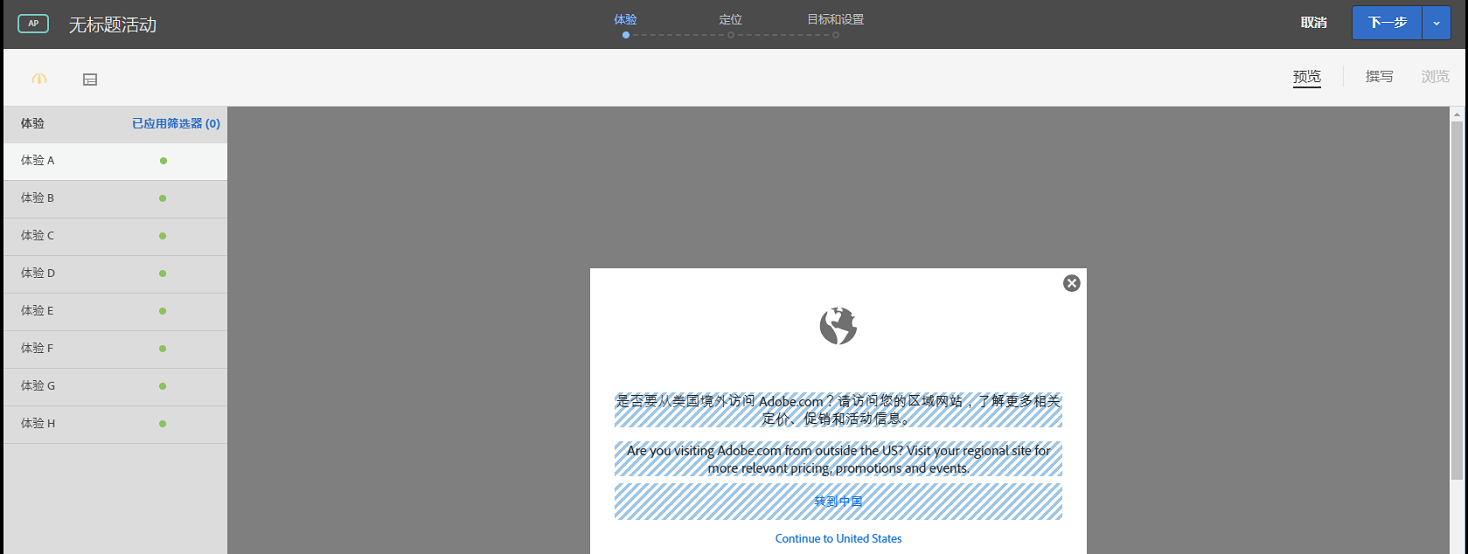 AP 无标题活动 体验 定位 目标和设置 取消 下一步
预览 撰写 浏览
体验 已应用筛选器 (0)
体验 A
体验 B
体验 C
体验 D
体验 E
体验 F
体验 G
体验 H
是否要从美国境外访问 Adobe.com？请访问您的区域网站，了解更多相关
定价、促销和活动信息。
Are you visiting Adobe.com from outside the US? Visit your regional site for
more relevant pricing, promotions and events.
转到中国
Continue to United States